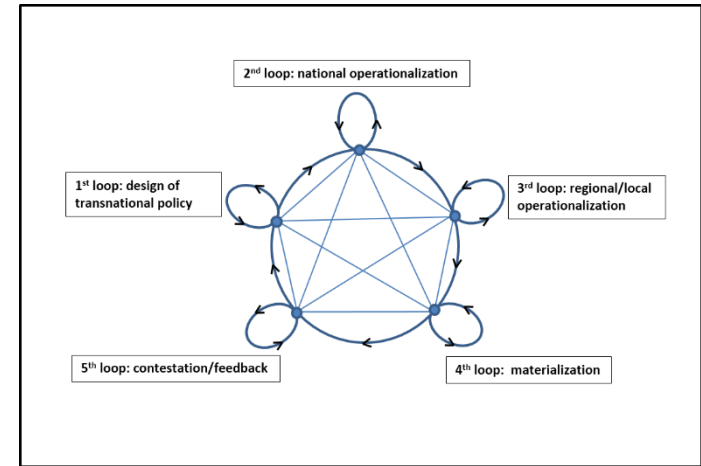 2nd loop: national operationalization
1st loop: design of
transnational policy
3rd loop: regional/local
operationalization
5th loop: contestation/feedback
4th loop:  materialization